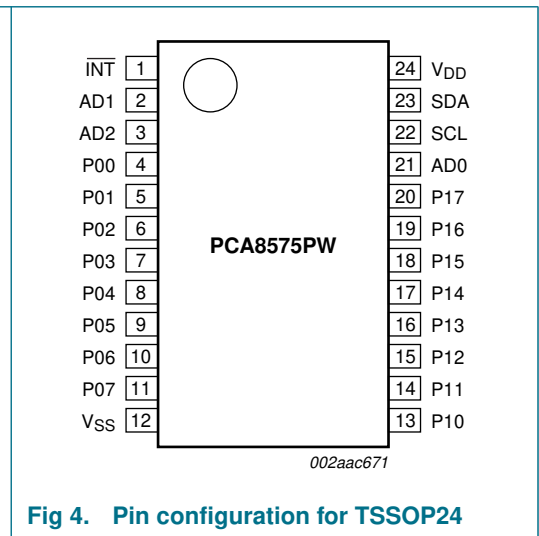 INT 1 24 VDD
AD1 2 23 SDA
AD2 3 22 SCL
P00 4 21 AD0
P01 5 20 P17
P02 6 19 P16
P03 7 PCA8575PW 18 P15
P04 8 17 P14
P05 9 16 P13
P06 10 15 P12
P07 11 14 P11
VSS 12 13 P10
002aac671
Fig 4. Pin configuration for TSSOP24